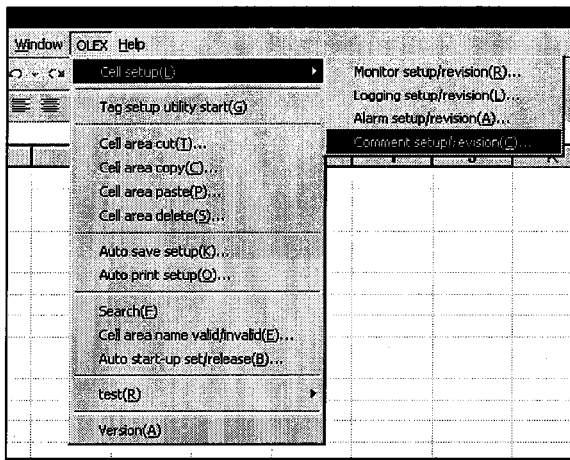 Window OLEX Help
Cell setup(L)
Tag setup utility start(G)
Cell area cut(T)...
Cell area copy(C)...
Cell area paste(P)...
Cell area delete(S)...
Auto save setup(K)...
Auto print setup(O)...
Search(F)
Cell area name valid/invalid(E)...
Auto start-up set/release(B)...
test(R)
Version(A)
Monitor setup/revision(R)...
Logging setup/revision(L)...
Alarm setup/revision(A)...
Comment setup/revision(C)...